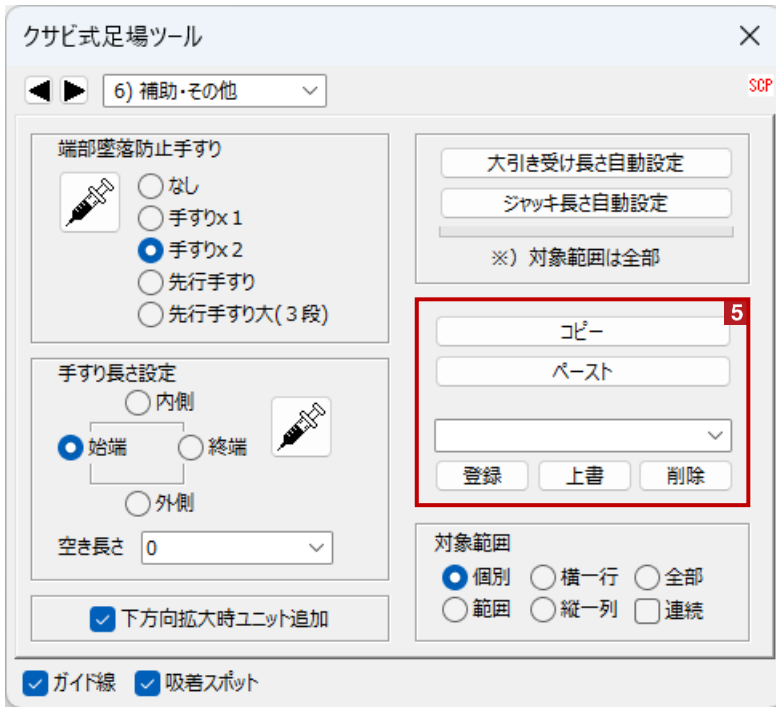 クサビ式足場ツール
6) 補助・その他
SCP
端部墜落防止手すり
なし
手すりx 1
手すりx 2
先行手すり
先行手すり大(３段)
手すり長さ設定
内側
始端
終端
外側
空き長さ 0
下方向拡大時ユニット追加
大引き受け長さ自動設定
ジャッキ長さ自動設定
※）対象範囲は全部
5
コピー
ペースト
登録 上書 削除
対象範囲
個別 横一行 全部
範囲 縦一列 連続
ガイド線 吸着スポット